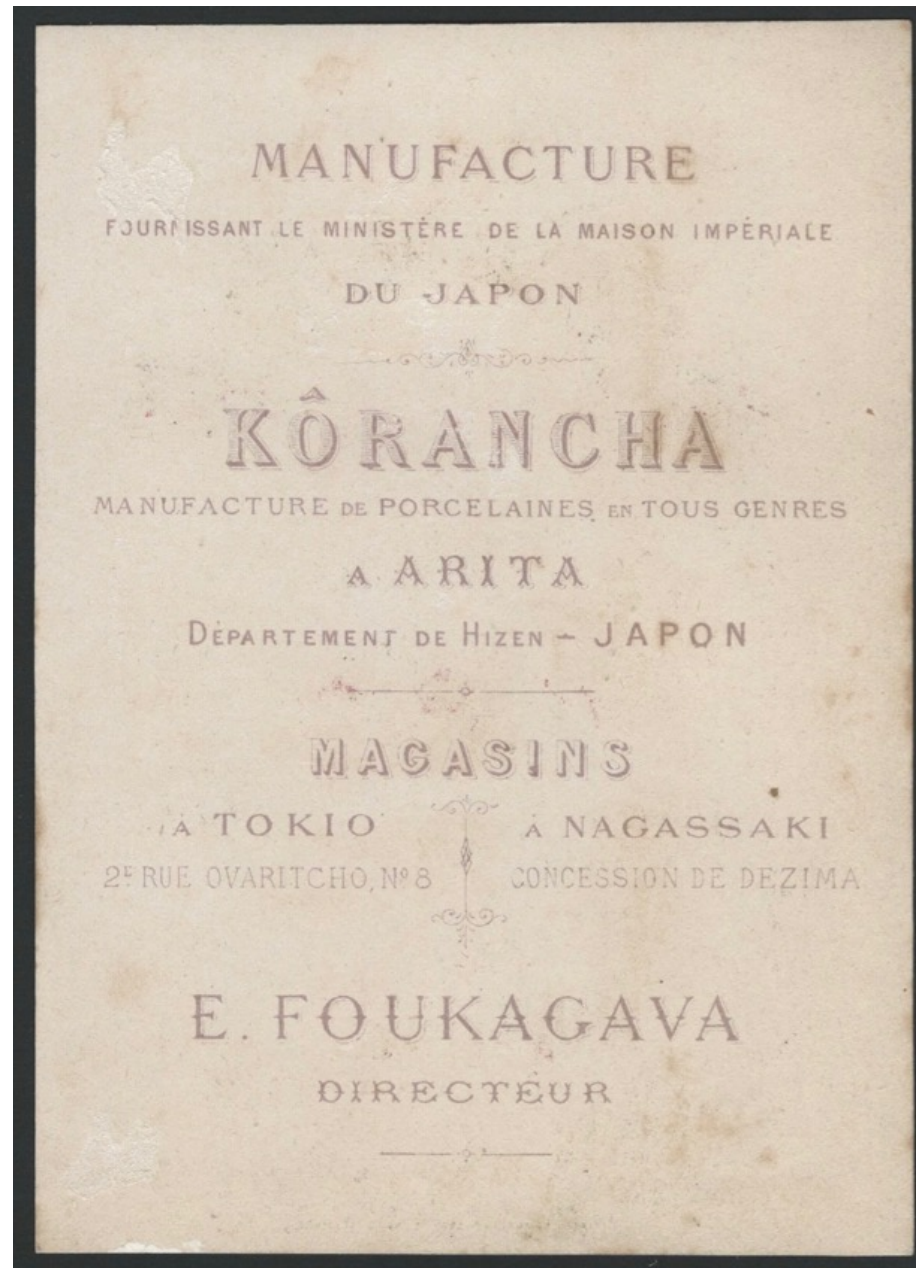 MANUFACTURE
FOURNISSANT LE MINISTÈRE DE LA MAISON IMPÉRIALE
DU JAPON
KÔRANCHA
MANUFACTURE DE PORCELAINES EN TOUS GENRES
A ARITA
DÉPARTEMENT DE HIZEN – JAPON
MAGASINS
À TOKIO
2E RUE OVARITCHO, Nº 8
À NAGASSAKI
CONCESSION DE DEZIMA
E. FOUKAGAVA
DIRECTEUR